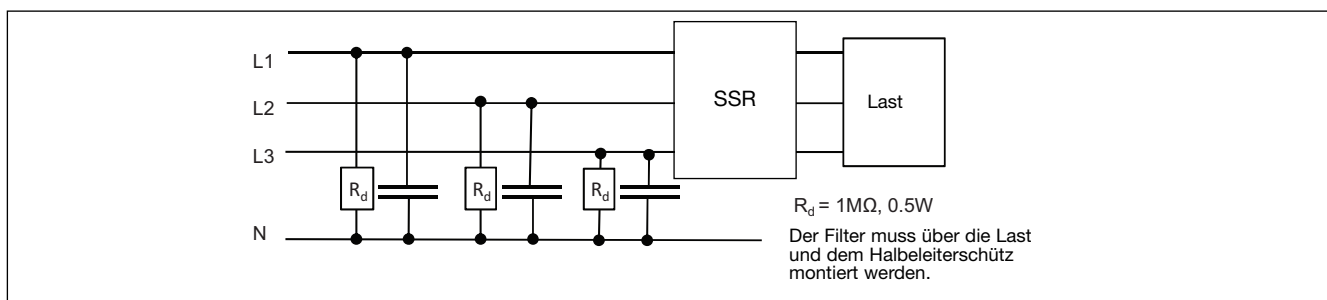 L1
L2
L3
N
R_d
R_d
R_d
SSR
Last
R_d = 1MΩ, 0.5W
Der Filter muss über die Last
und dem Halbeleiterschütz
montiert werden.